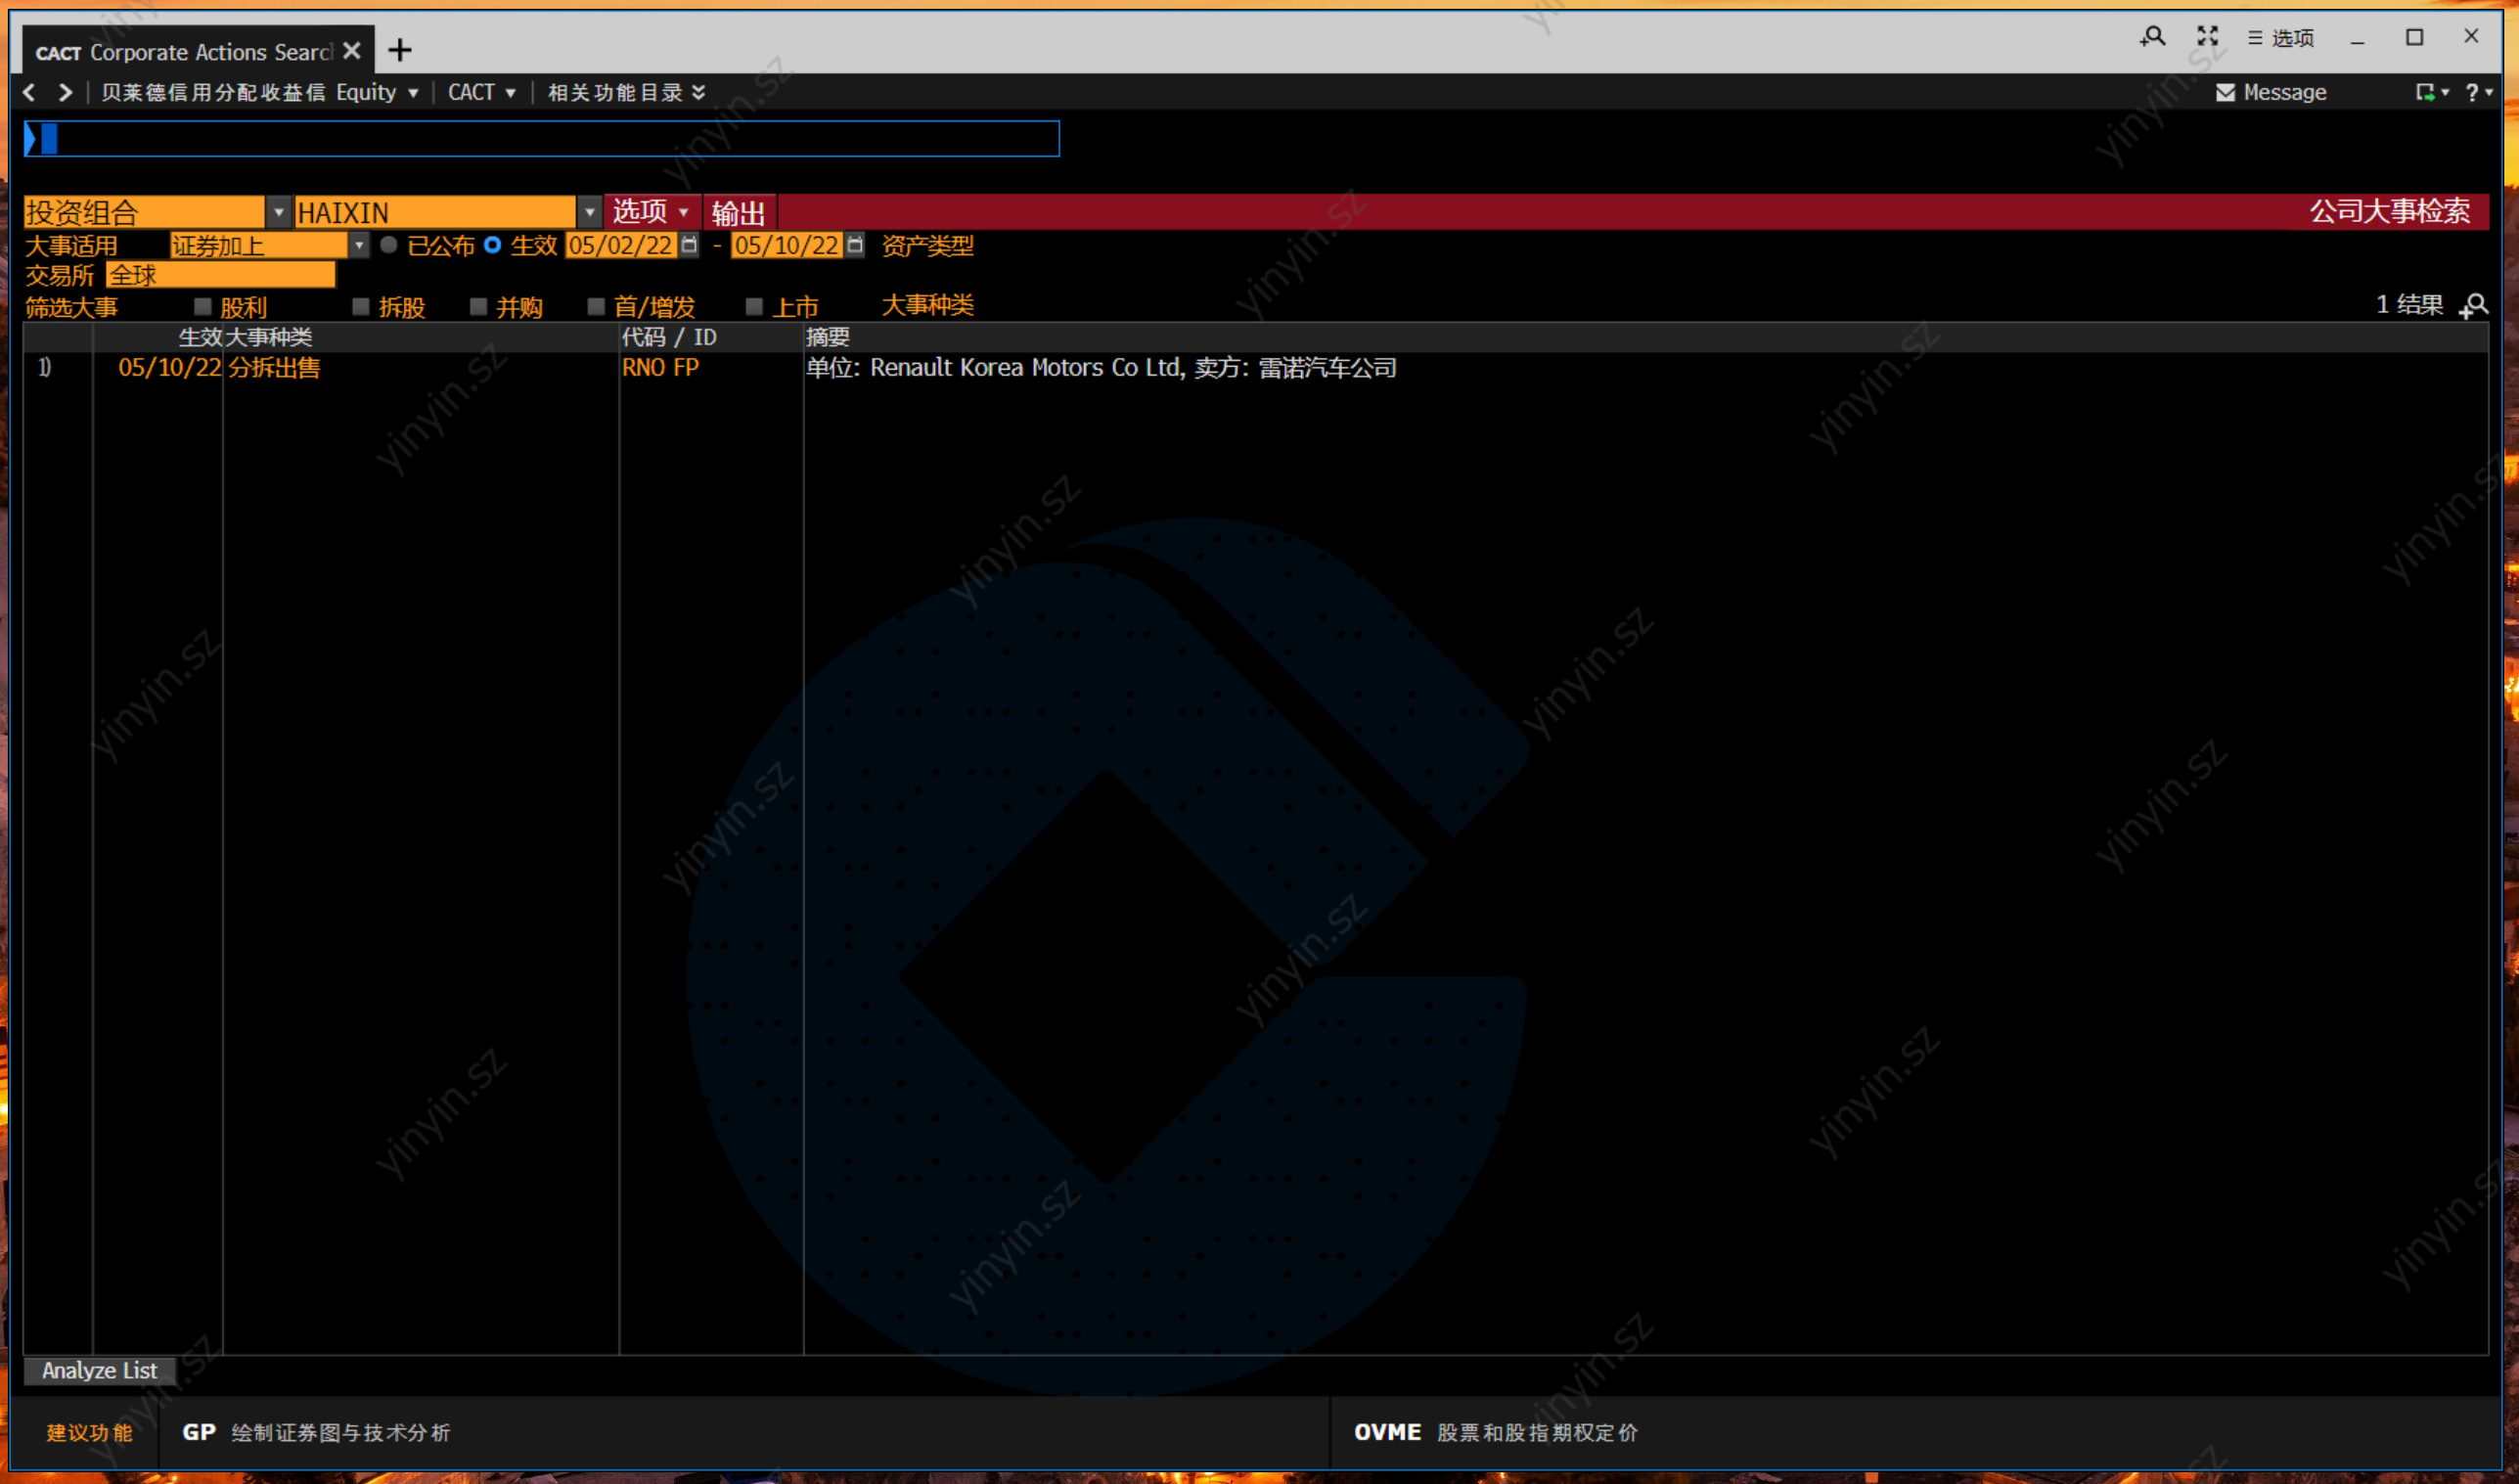 CACT Corporate Actions Searc
选项
贝莱德信用分配收益信 Equity CACT 相关功能目录 Message ?
投资组合 HAIXIN 选项 输出 公司大事检索
大事适用 证券加上 已公布 生效 05/02/22 - 05/10/22 资产类型
交易所 全球
筛选大事 股利 拆股 并购 首/增发 上市 大事种类 1 结果
生效 大事种类 代码 / ID 摘要
1) 05/10/22 分拆出售 RNO FP 单位: Renault Korea Motors Co Ltd, 卖方: 雷诺汽车公司
Analyze List
建议功能 GP 绘制证券图与技术分析 OVME 股票和股指期权定价
yinyin.sz